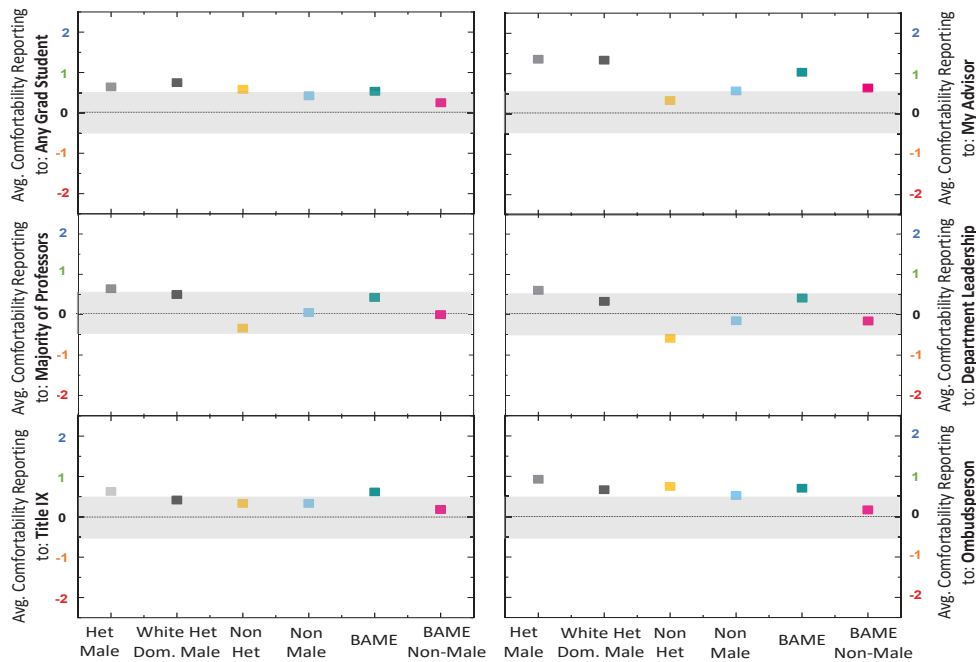 Avg. Comfortability Reporting
to: Any Grad Student
2
1
0
-1
-2
2
1
0
-1
-2
Avg. Comfortability Reporting
to: My Advisor
Avg. Comfortability Reporting
to: Majority of Professors
2
1
0
-1
-2
2
1
0
-1
-2
Avg. Comfortability Reporting
to: Department Leadership
Avg. Comfortability Reporting
to: Title IX
2
1
0
-1
-2
2
1
0
-1
-2
Avg. Comfortability Reporting
to: Ombudsperson
Het
Male
White Het
Dom. Male
Non
Het
Non
Male
BAME
BAME
Non-Male
Het
Male
White Het
Dom. Male
Non
Het
Non
Male
BAME
BAME
Non-Male